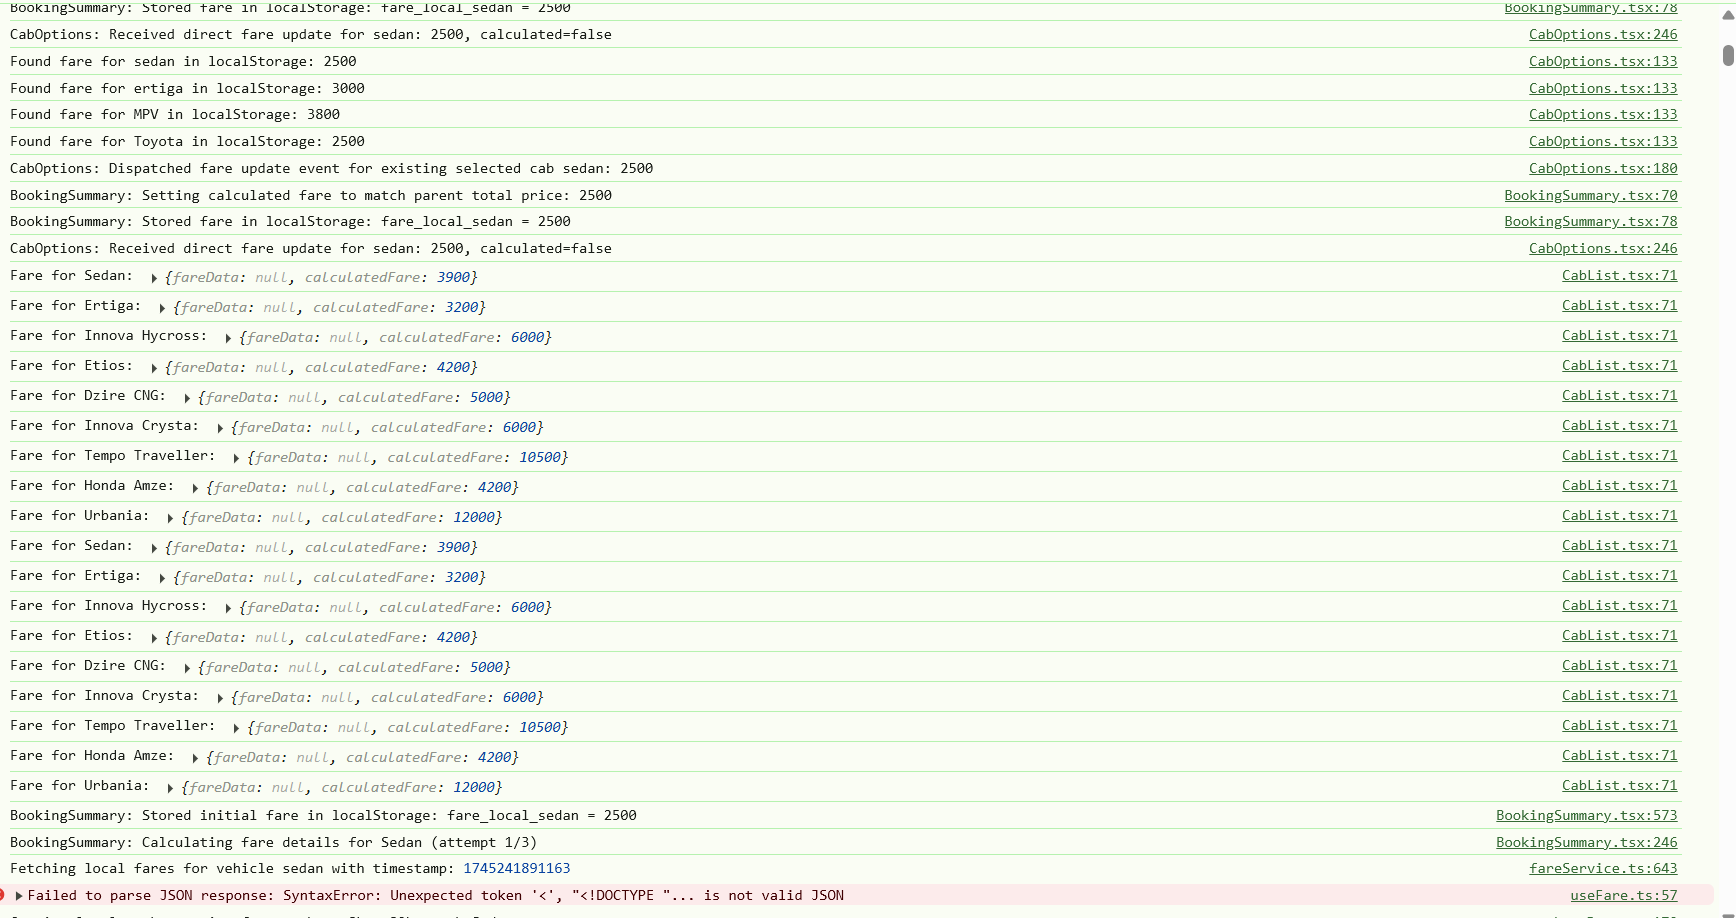 BookingSummary: Stored fare in localStorage: fare_local_sedan = 2500 BookingSummary.tsx:78
CabOptions: Received direct fare update for sedan: 2500, calculated=false CabOptions.tsx:246
Found fare for sedan in localStorage: 2500 CabOptions.tsx:133
Found fare for ertiga in localStorage: 3000 CabOptions.tsx:133
Found fare for MPV in localStorage: 3800 CabOptions.tsx:133
Found fare for Toyota in localStorage: 2500 CabOptions.tsx:133
CabOptions: Dispatched fare update event for existing selected cab sedan: 2500 CabOptions.tsx:180
BookingSummary: Setting calculated fare to match parent total price: 2500 BookingSummary.tsx:70
BookingSummary: Stored fare in localStorage: fare_local_sedan = 2500 BookingSummary.tsx:78
CabOptions: Received direct fare update for sedan: 2500, calculated=false CabOptions.tsx:246
Fare for Sedan: {fareData: null, calculatedFare: 3900} CabList.tsx:71
Fare for Ertiga: {fareData: null, calculatedFare: 3200} CabList.tsx:71
Fare for Innova Hycross: {fareData: null, calculatedFare: 6000} CabList.tsx:71
Fare for Etios: {fareData: null, calculatedFare: 4200} CabList.tsx:71
Fare for Dzire CNG: {fareData: null, calculatedFare: 5000} CabList.tsx:71
Fare for Innova Crysta: {fareData: null, calculatedFare: 6000} CabList.tsx:71
Fare for Tempo Traveller: {fareData: null, calculatedFare: 10500} CabList.tsx:71
Fare for Honda Amze: {fareData: null, calculatedFare: 4200} CabList.tsx:71
Fare for Urbania: {fareData: null, calculatedFare: 12000} CabList.tsx:71
Fare for Sedan: {fareData: null, calculatedFare: 3900} CabList.tsx:71
Fare for Ertiga: {fareData: null, calculatedFare: 3200} CabList.tsx:71
Fare for Innova Hycross: {fareData: null, calculatedFare: 6000} CabList.tsx:71
Fare for Etios: {fareData: null, calculatedFare: 4200} CabList.tsx:71
Fare for Dzire CNG: {fareData: null, calculatedFare: 5000} CabList.tsx:71
Fare for Innova Crysta: {fareData: null, calculatedFare: 6000} CabList.tsx:71
Fare for Tempo Traveller: {fareData: null, calculatedFare: 10500} CabList.tsx:71
Fare for Honda Amze: {fareData: null, calculatedFare: 4200} CabList.tsx:71
Fare for Urbania: {fareData: null, calculatedFare: 12000} CabList.tsx:71
BookingSummary: Stored initial fare in localStorage: fare_local_sedan = 2500 BookingSummary.tsx:573
BookingSummary: Calculating fare details for Sedan (attempt 1/3) BookingSummary.tsx:246
Fetching local fares for vehicle sedan with timestamp: 1745241891163 fareService.ts:643
Failed to parse JSON response: SyntaxError: Unexpected token '<', "<!DOCTYPE "... is not valid JSON useFare.ts:57